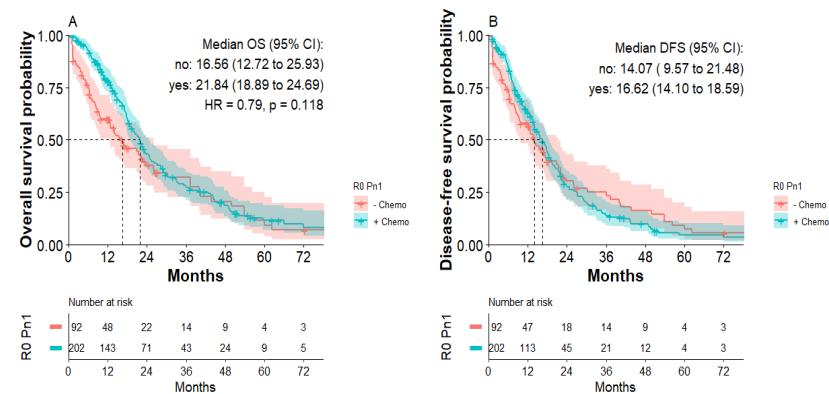 A
Median OS (95% CI):
no: 16.56 (12.72 to 25.93)
yes: 21.84 (18.89 to 24.69)
HR = 0.79, p = 0.118
Overall survival probability
1.00
0.75
0.50
0.25
0.00
0 12 24 36 48 60 72
Months
R0 Pn1
- Chemo
+ Chemo
Number at risk
R0 Pn1
92 48 22 14 9 4 3
202 143 71 43 24 9 5
0 12 24 36 48 60 72
Months
B
Median DFS (95% CI):
no: 14.07 ( 9.57 to 21.48)
yes: 16.62 (14.10 to 18.59)
Disease-free survival probability
1.00
0.75
0.50
0.25
0.00
0 12 24 36 48 60 72
Months
R0 Pn1
- Chemo
+ Chemo
Number at risk
R0 Pn1
92 47 18 14 9 4 3
202 113 45 21 12 4 3
0 12 24 36 48 60 72
Months